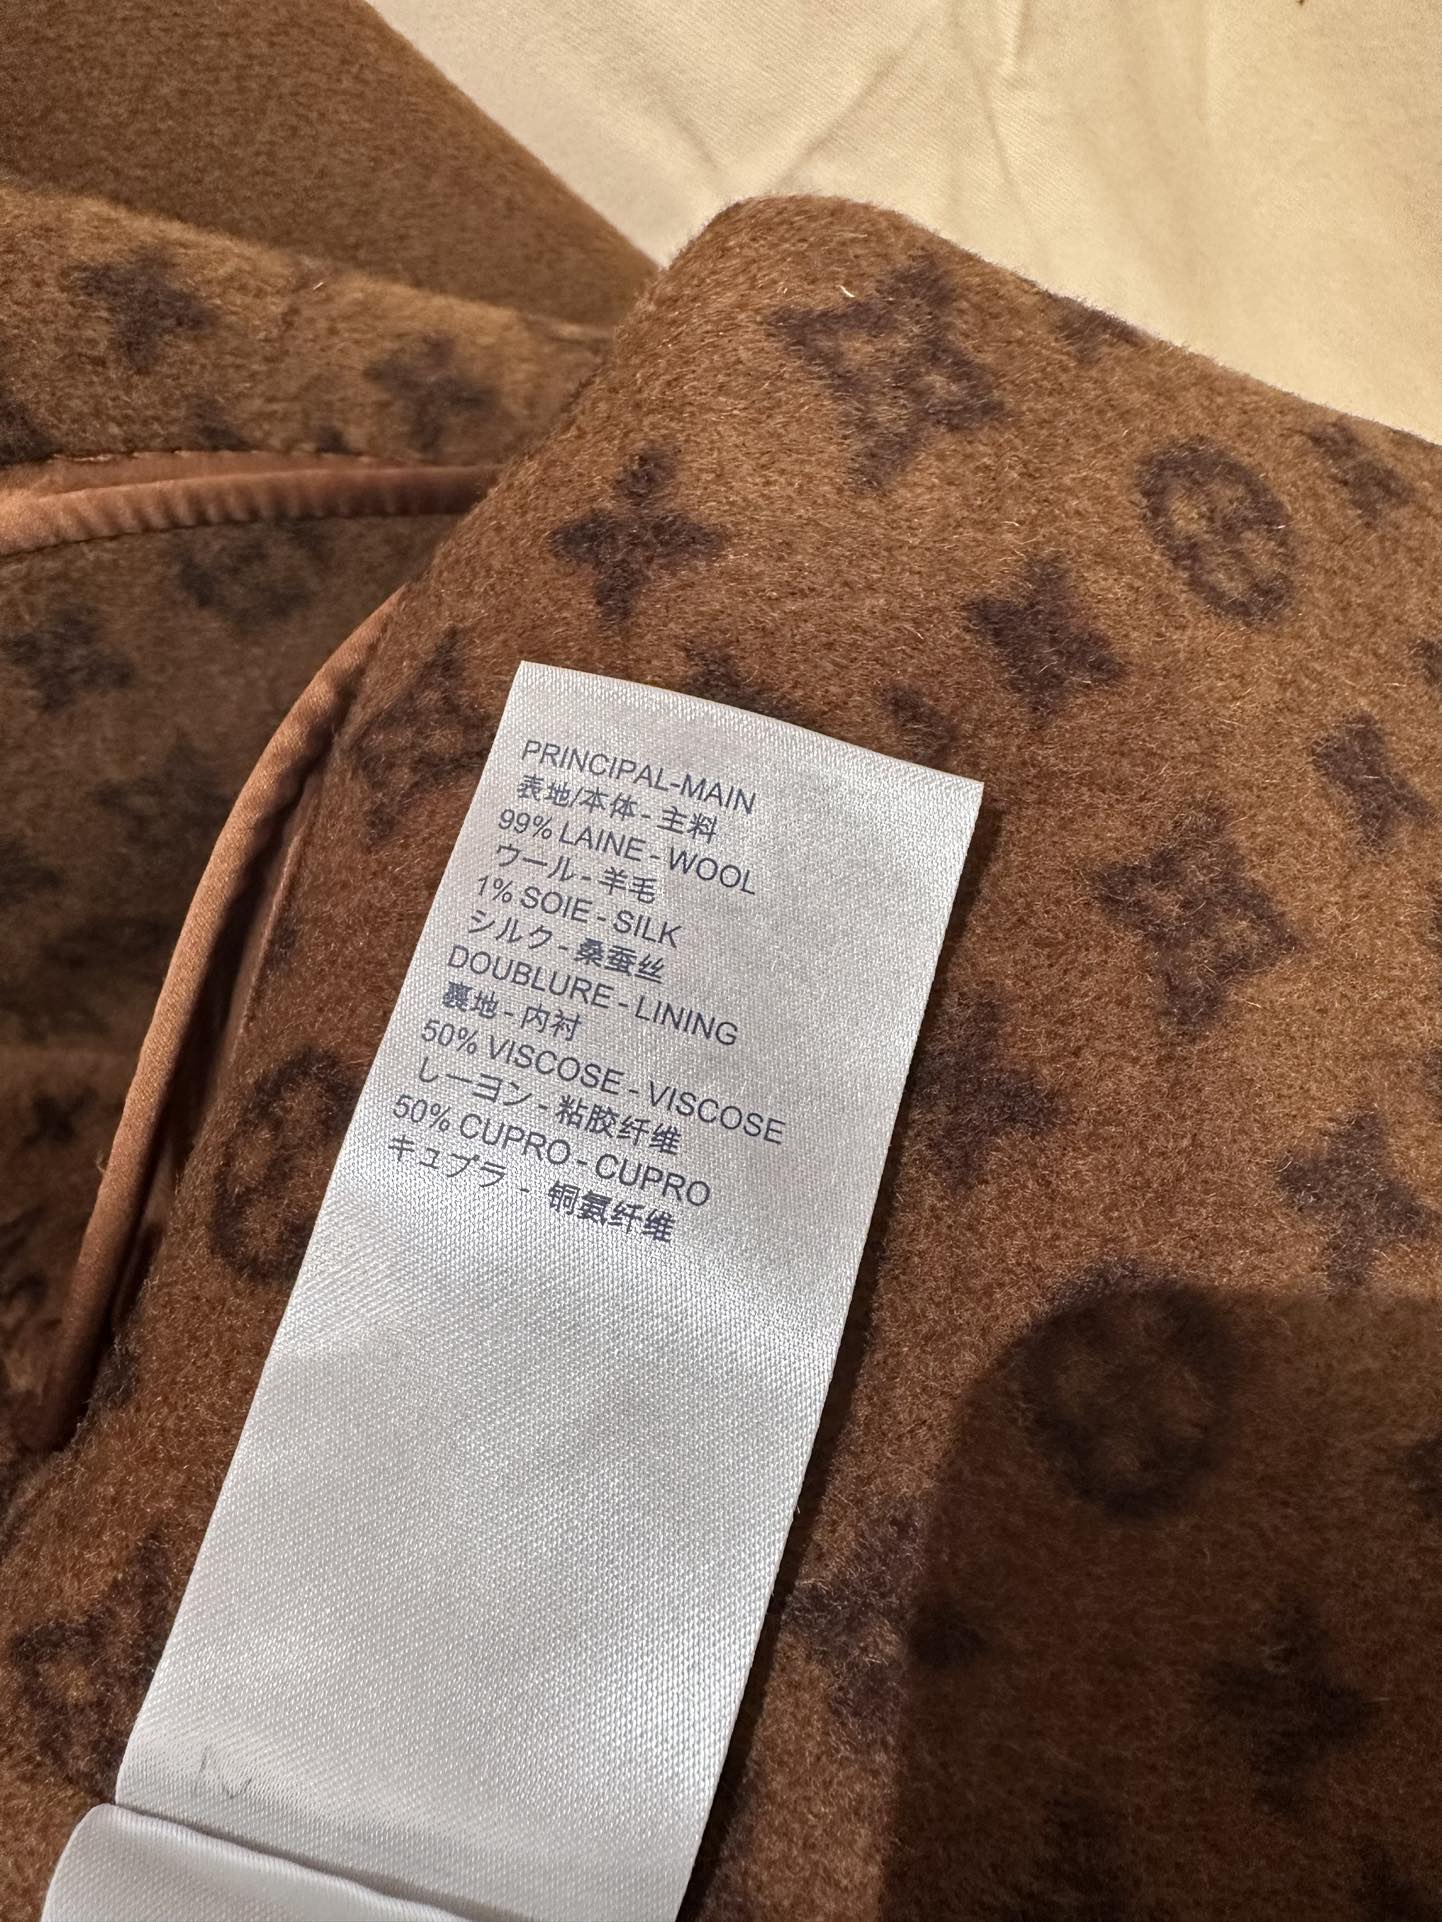 PRINCIPAL-MAIN
表地/本体 - 主料
99% LAINE - WOOL
ウール - 羊毛
1% SOIE - SILK
シルク - 桑蚕丝
DOUBLURE - LINING
裏地 - 内衬
50% VISCOSE - VISCOSE
レーヨン - 粘胶纤维
50% CUPRO - CUPRO
キュプラ - 铜氨纤维